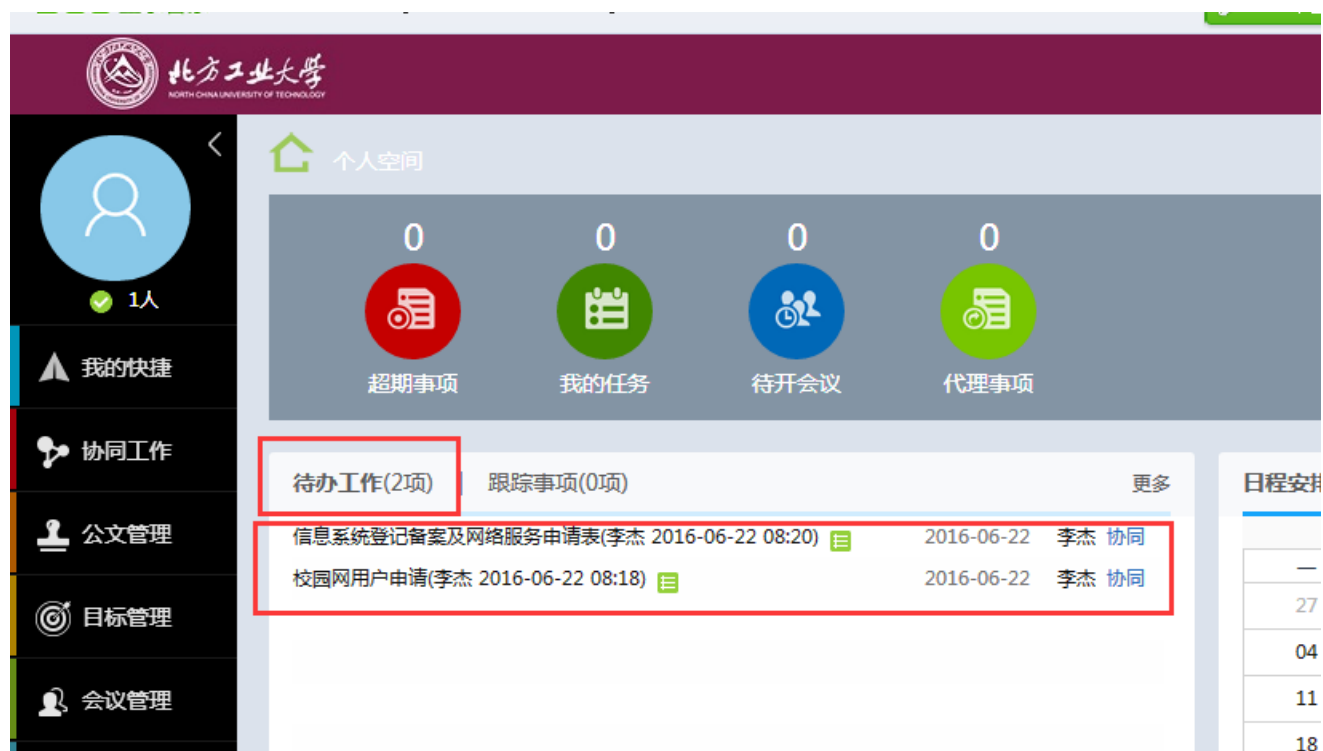 北方工业大学
NORTH CHINA UNIVERSITY OF TECHNOLOGY
个人空间
1人
0 0 0 0
超期事项 我的任务 待开会议 代理事项
我的快捷
协同工作
公文管理
目标管理
会议管理
待办工作(2项) | 跟踪事项(0项) 更多
信息系统登记备案及网络服务申请表(李杰 2016-06-22 08:20) 2016-06-22 李杰 协同
校园网用户申请(李杰 2016-06-22 08:18) 2016-06-22 李杰 协同
日程安排
一
27
04
11
18